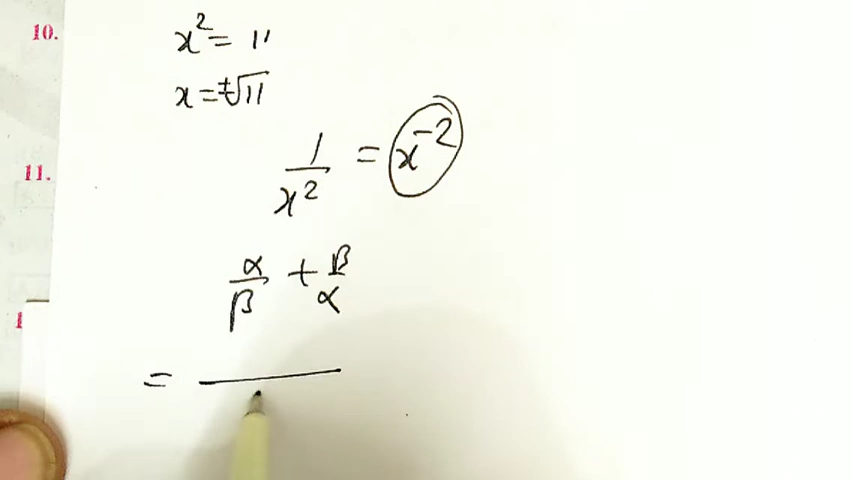 10.
x² = 11
x = ±√11
1/x² = x⁻²
11.
α/β + β/α
=